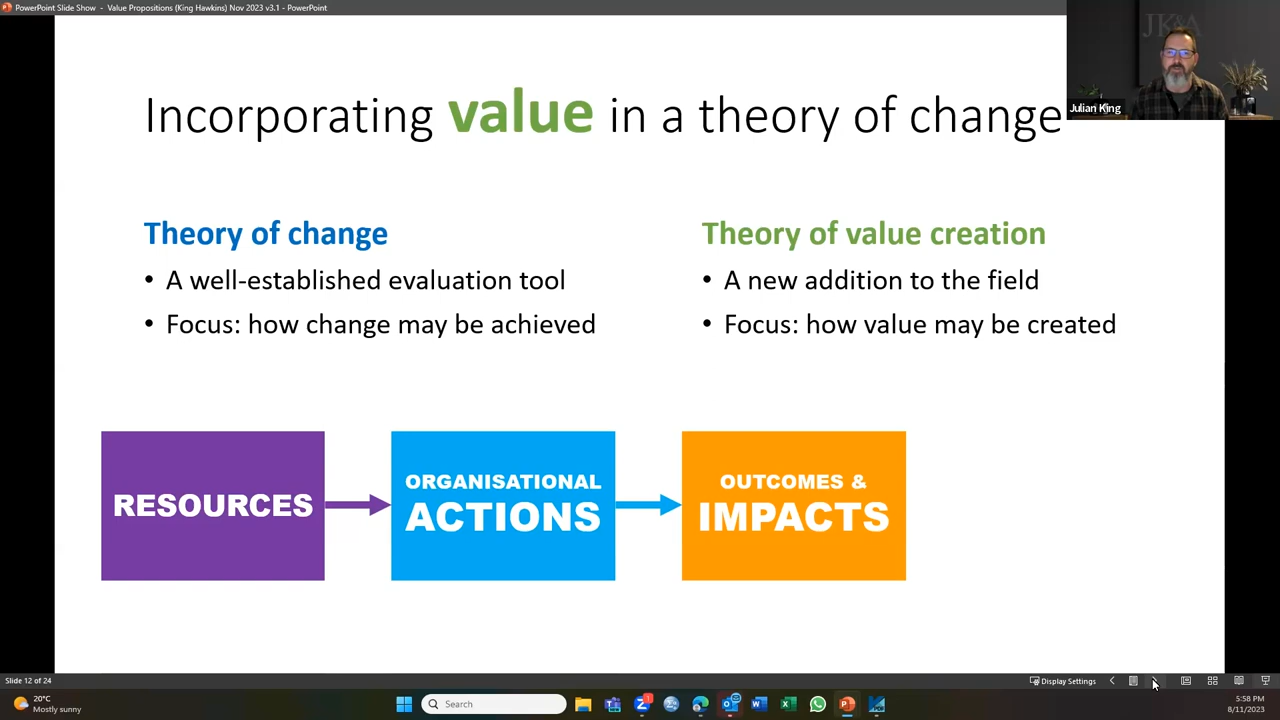 PowerPoint Slide Show - Value Propositions (King Hawkins) Nov 2023 v3.1 - PowerPoint
JK&A
Julian King
Incorporating value in a theory of change
Theory of change
• A well-established evaluation tool
• Focus: how change may be achieved
Theory of value creation
• A new addition to the field
• Focus: how value may be created
RESOURCES
ORGANISATIONAL
ACTIONS
OUTCOMES &
IMPACTS
Slide 12 of 24
Display Settings
20°C
Mostly sunny
Search
1
5:58 PM
8/11/2023